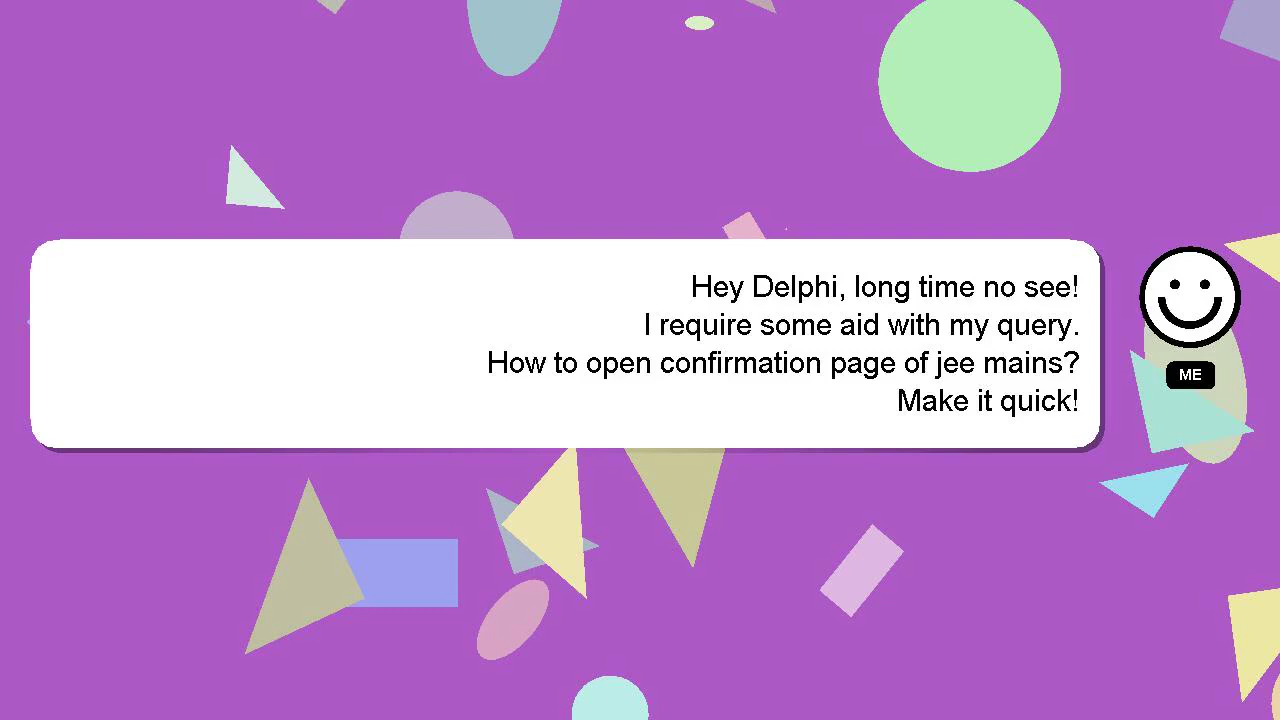 Hey Delphi, long time no see!
I require some aid with my query.
How to open confirmation page of jee mains?
Make it quick!
ME